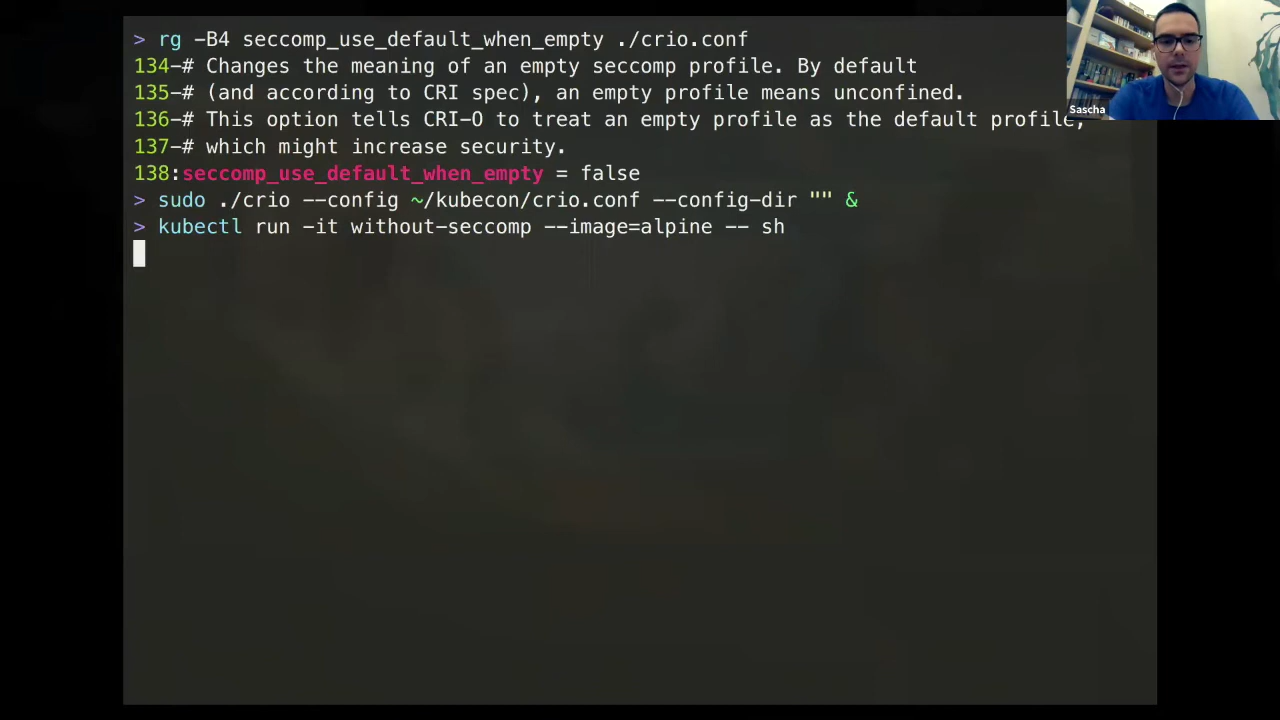 > rg -B4 seccomp_use_default_when_empty ./crio.conf
134-# Changes the meaning of an empty seccomp profile. By default
135-# (and according to CRI spec), an empty profile means unconfined.
136-# This option tells CRI-O to treat an empty profile as the default profile,
137-# which might increase security.
138:seccomp_use_default_when_empty = false
> sudo ./crio --config ~/kubecon/crio.conf --config-dir "" &
> kubectl run -it without-seccomp --image=alpine -- sh
Sascha